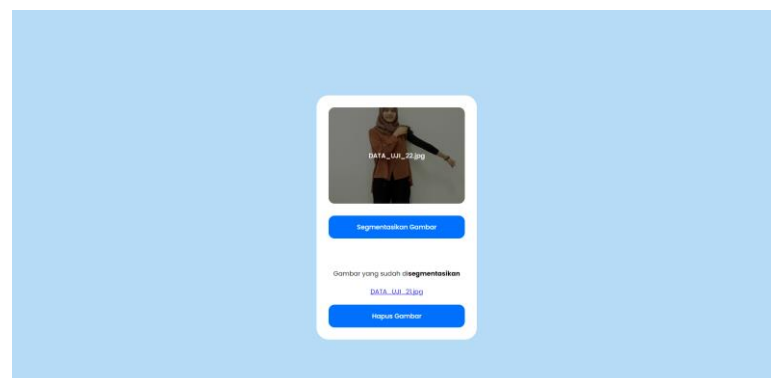 DATA_UJI_22.jpg
Segmentasikan Gambar
Gambar yang sudah disegmentasikan
DATA_UJI_21.jpg
Hapus Gambar